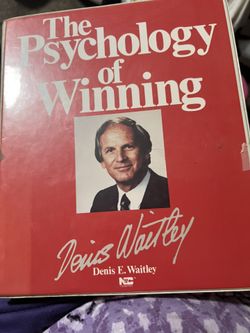 The
Psychology
of
Winning
Denis Waitley
Denis E. Waitley